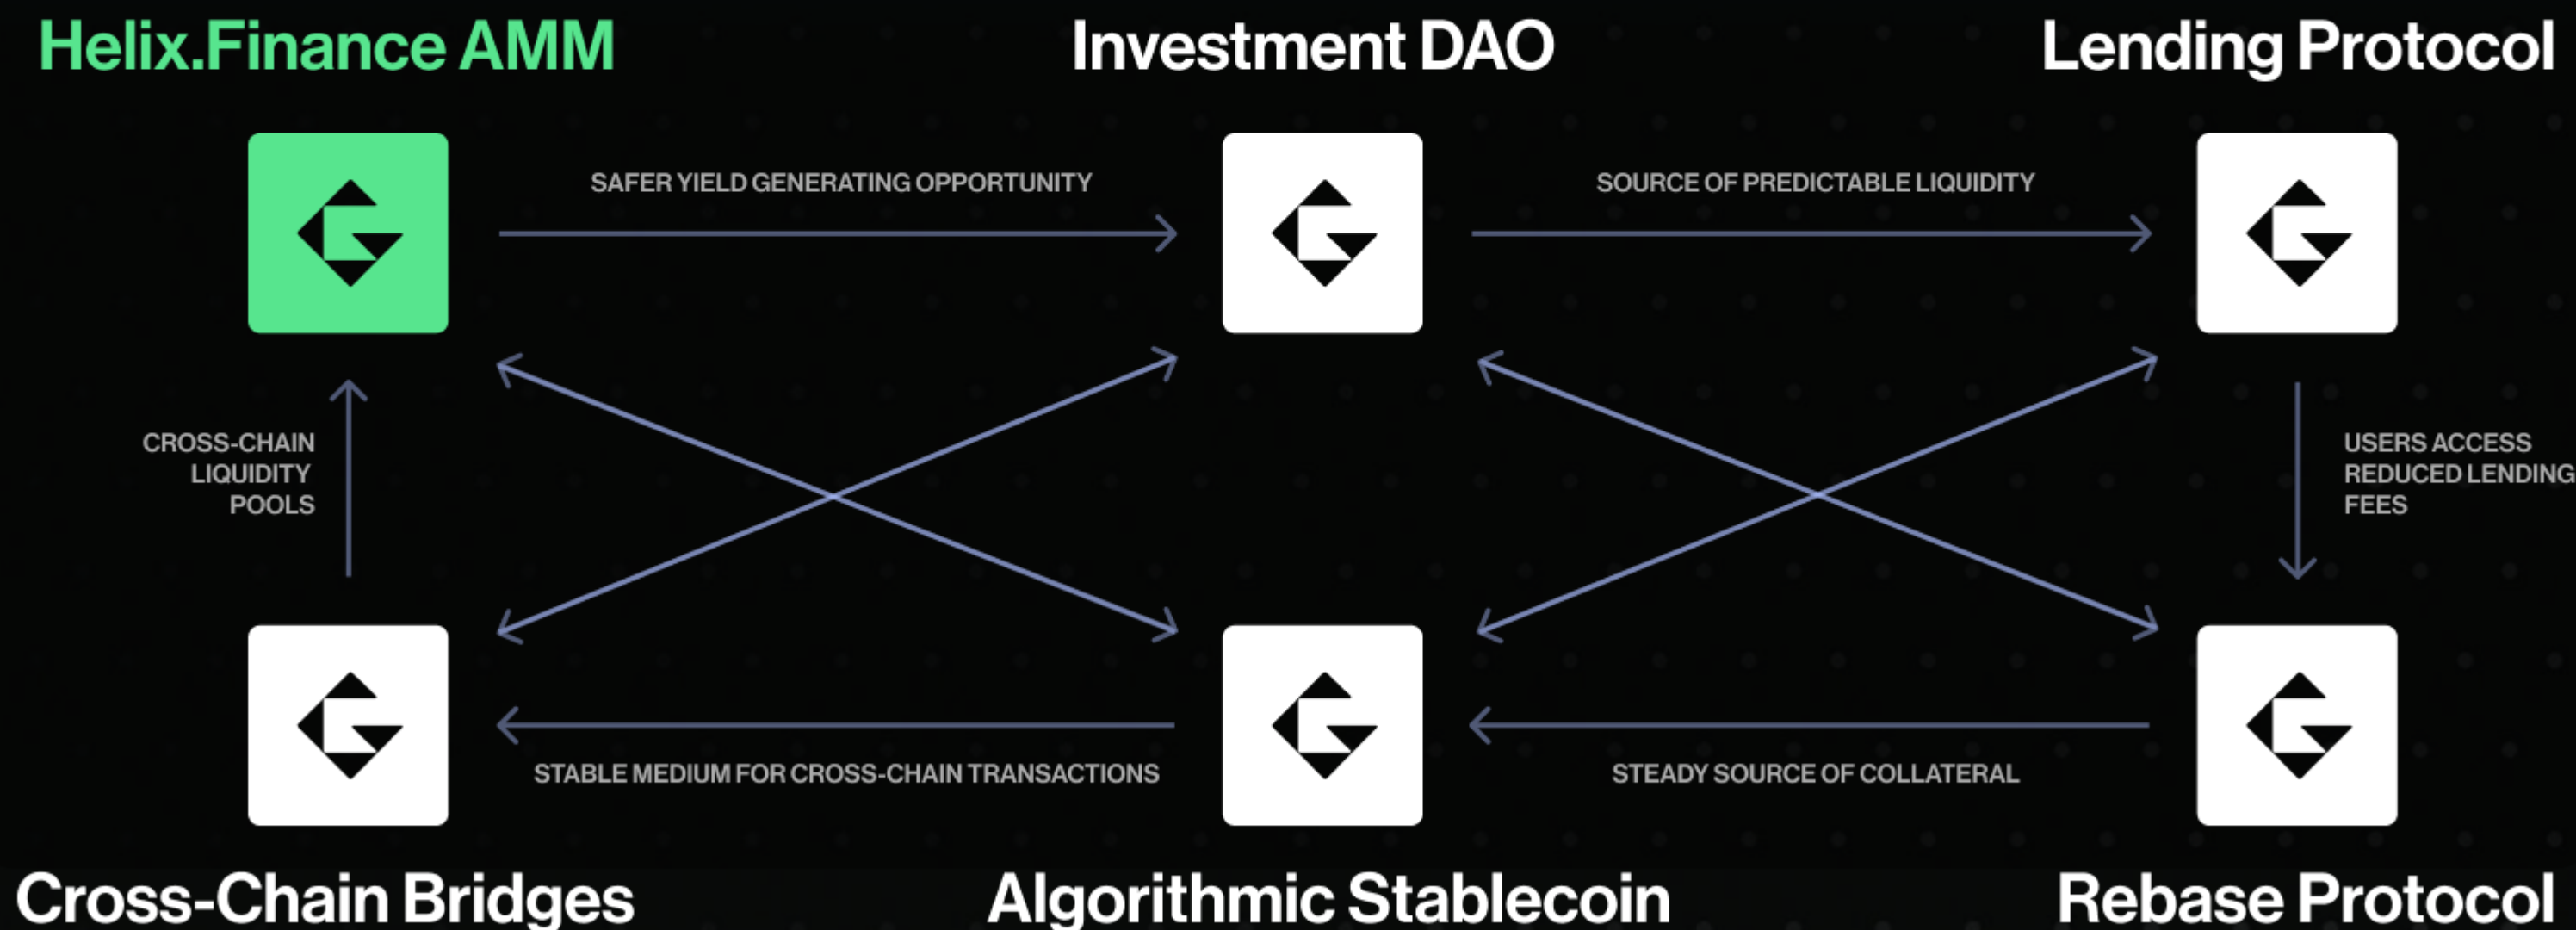 Helix.Finance AMM
Investment DAO
Lending Protocol
SAFER YIELD GENERATING OPPORTUNITY
SOURCE OF PREDICTABLE LIQUIDITY
CROSS-CHAIN
LIQUIDITY
POOLS
USERS ACCESS
REDUCED LENDING
FEES
STABLE MEDIUM FOR CROSS-CHAIN TRANSACTIONS
STEADY SOURCE OF COLLATERAL
Cross-Chain Bridges
Algorithmic Stablecoin
Rebase Protocol